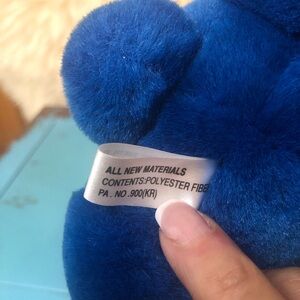 ALL NEW MATERIALS
CONTENTS:POLYESTER FIBE
PA.. NO..900(KR)